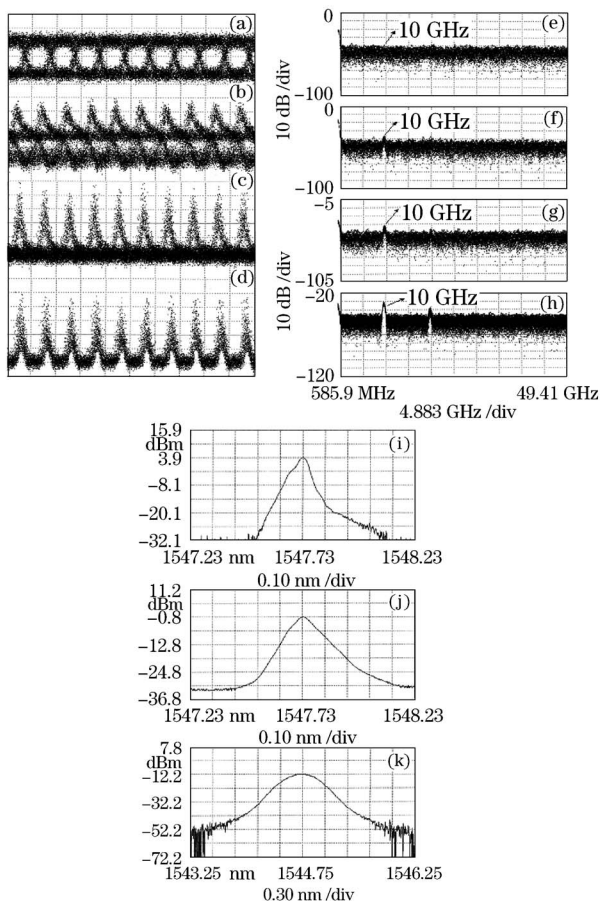 (a)
(b)
(c)
(d)
0
10 GHz
(e)
10 dB /div
−100
0
10 GHz
(f)
−100
−5
10 GHz
(g)
10 dB /div
−105
−20
10 GHz
(h)
−120
585.9 MHz
49.41 GHz
4.883 GHz /div
15.9
dBm
3.9
−8.1
−20.1
−32.1
(i)
1547.23 nm
1547.73
1548.23
0.10 nm /div
11.2
dBm
−0.8
−12.8
−24.8
−36.8
(j)
1547.23 nm
1547.73
1548.23
0.10 nm /div
7.8
dBm
−12.2
−32.2
−52.2
−72.2
(k)
1543.25 nm
1544.75
1546.25
0.30 nm /div